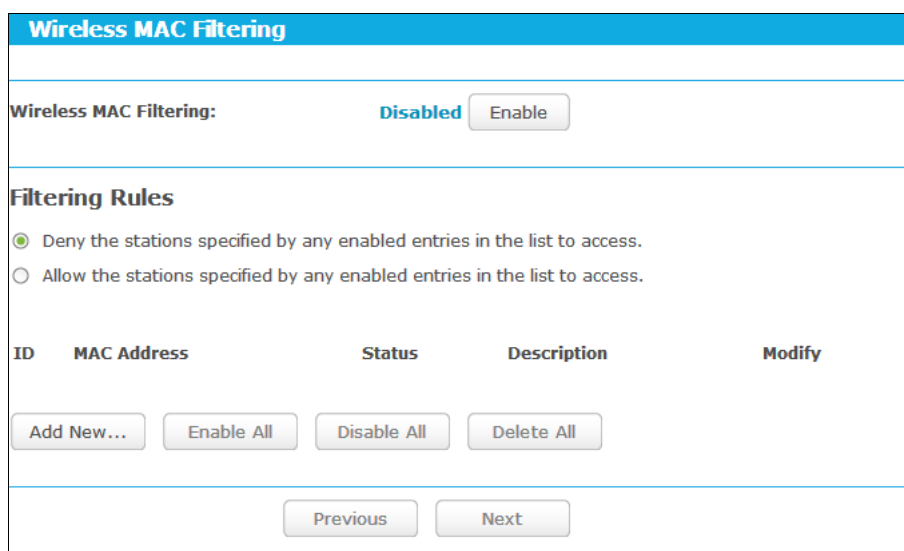 Wireless MAC Filtering
Wireless MAC Filtering: Disabled Enable
Filtering Rules
Deny the stations specified by any enabled entries in the list to access.
Allow the stations specified by any enabled entries in the list to access.
ID MAC Address Status Description Modify
Add New... Enable All Disable All Delete All
Previous Next